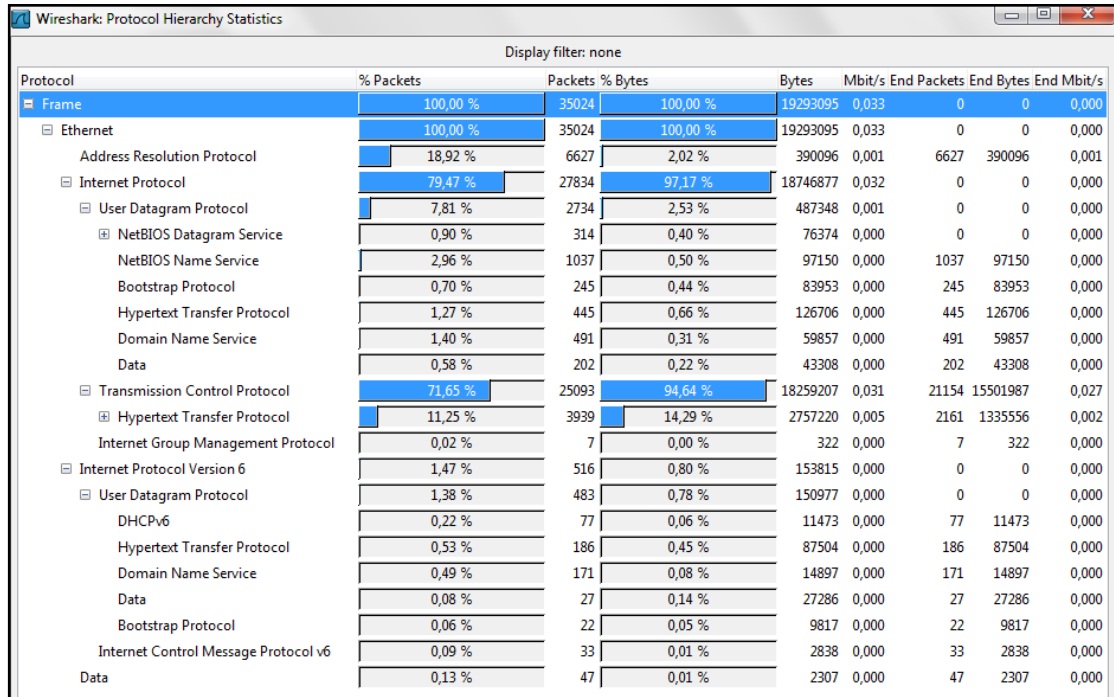 Wireshark: Protocol Hierarchy Statistics
Display filter: none
Protocol % Packets Packets % Bytes Bytes Mbit/s End Packets End Bytes End Mbit/s
Frame 100,00 % 35024 100,00 % 19293095 0,033 0 0 0,000
Ethernet 100,00 % 35024 100,00 % 19293095 0,033 0 0 0,000
Address Resolution Protocol 18,92 % 6627 2,02 % 390096 0,001 6627 390096 0,001
Internet Protocol 79,47 % 27834 97,17 % 18746877 0,032 0 0 0,000
User Datagram Protocol 7,81 % 2734 2,53 % 487348 0,001 0 0 0,000
NetBIOS Datagram Service 0,90 % 314 0,40 % 76374 0,000 0 0 0,000
NetBIOS Name Service 2,96 % 1037 0,50 % 97150 0,000 1037 97150 0,000
Bootstrap Protocol 0,70 % 245 0,44 % 83953 0,000 245 83953 0,000
Hypertext Transfer Protocol 1,27 % 445 0,66 % 126706 0,000 445 126706 0,000
Domain Name Service 1,40 % 491 0,31 % 59857 0,000 491 59857 0,000
Data 0,58 % 202 0,22 % 43308 0,000 202 43308 0,000
Transmission Control Protocol 71,65 % 25093 94,64 % 18259207 0,031 21154 15501987 0,027
Hypertext Transfer Protocol 11,25 % 3939 14,29 % 2757220 0,005 2161 1335556 0,002
Internet Group Management Protocol 0,02 % 7 0,00 % 322 0,000 7 322 0,000
Internet Protocol Version 6 1,47 % 516 0,80 % 153815 0,000 0 0 0,000
User Datagram Protocol 1,38 % 483 0,78 % 150977 0,000 0 0 0,000
DHCPv6 0,22 % 77 0,06 % 11473 0,000 77 11473 0,000
Hypertext Transfer Protocol 0,53 % 186 0,45 % 87504 0,000 186 87504 0,000
Domain Name Service 0,49 % 171 0,08 % 14897 0,000 171 14897 0,000
Data 0,08 % 27 0,14 % 27286 0,000 27 27286 0,000
Bootstrap Protocol 0,06 % 22 0,05 % 9817 0,000 22 9817 0,000
Internet Control Message Protocol v6 0,09 % 33 0,01 % 2838 0,000 33 2838 0,000
Data 0,13 % 47 0,01 % 2307 0,000 47 2307 0,000